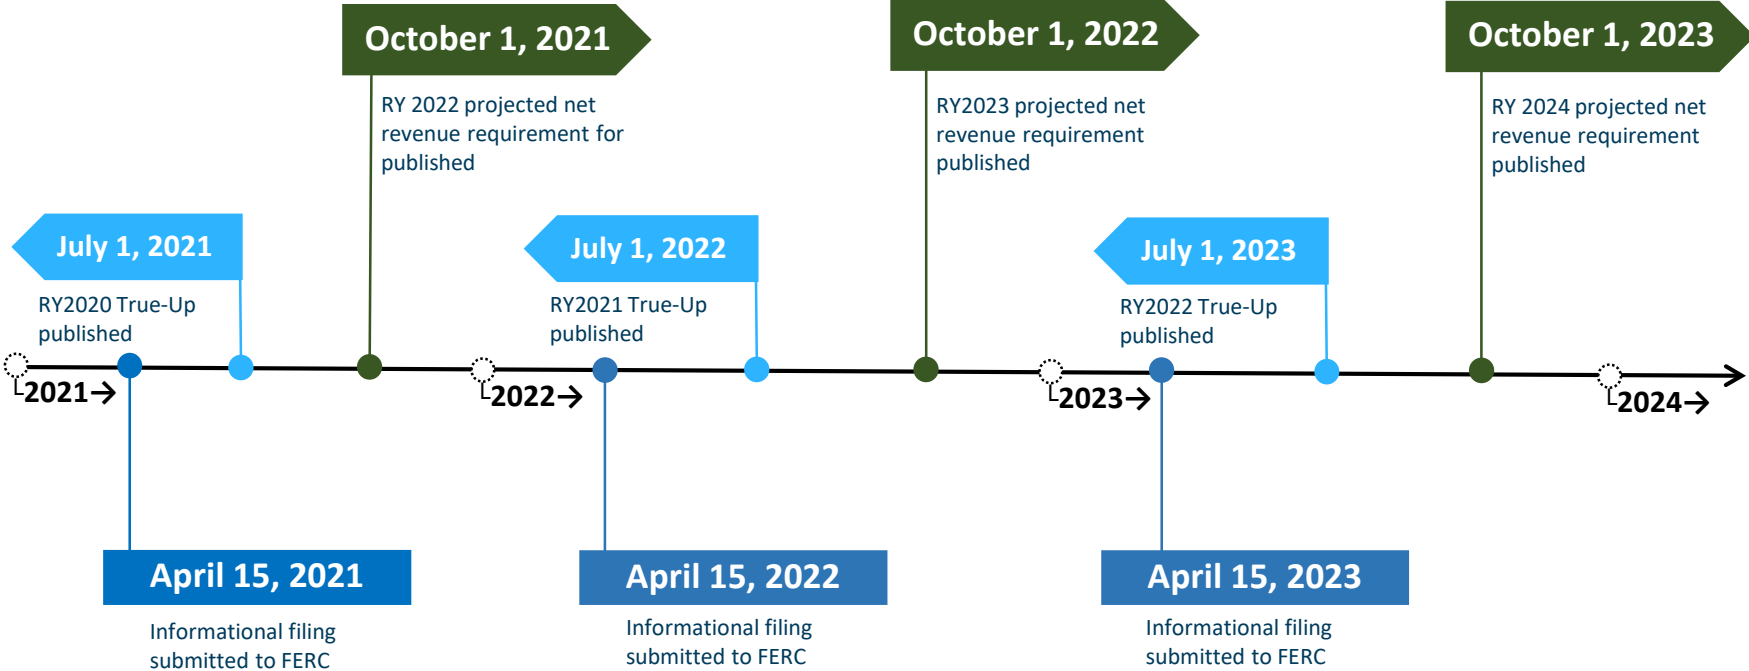 October 1, 2021
RY 2022 projected net
revenue requirement for
published
October 1, 2022
RY2023 projected net
revenue requirement
published
October 1, 2023
RY 2024 projected net
revenue requirement
published
July 1, 2021
RY2020 True-Up
published
July 1, 2022
RY2021 True-Up
published
July 1, 2023
RY2022 True-Up
published
└2021→
└2022→
└2023→
└2024→
April 15, 2021
Informational filing
submitted to FERC
April 15, 2022
Informational filing
submitted to FERC
April 15, 2023
Informational filing
submitted to FERC